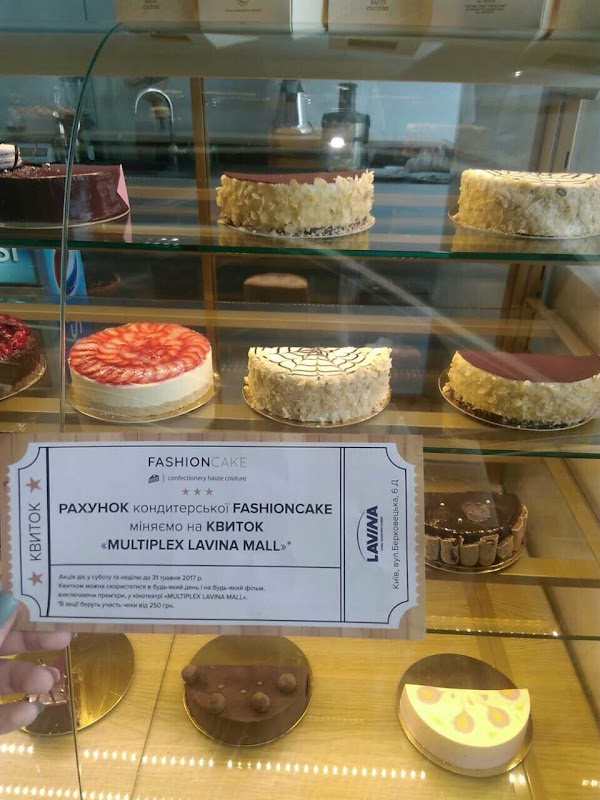 HAUTE
COUTURE
FASHIONCAKE
confectionery haute couture
РАХУНОК кондитерської FASHIONCAKE
міняємо на КВИТОК
«MULTIPLEX LAVINA MALL»*
Акція діє у суботу та неділю до 31 травня 2017 р.
Квитком можна скористатися в будь-який день і на будь-який фільм,
виключаючи прем'єри, у кінотеатрі «MULTIPLEX LAVINA MALL».
*В акції беруть участь чеки від 250 грн.
КВИТОК
LAVINA
Київ, вул.Берковецька, 6 Д